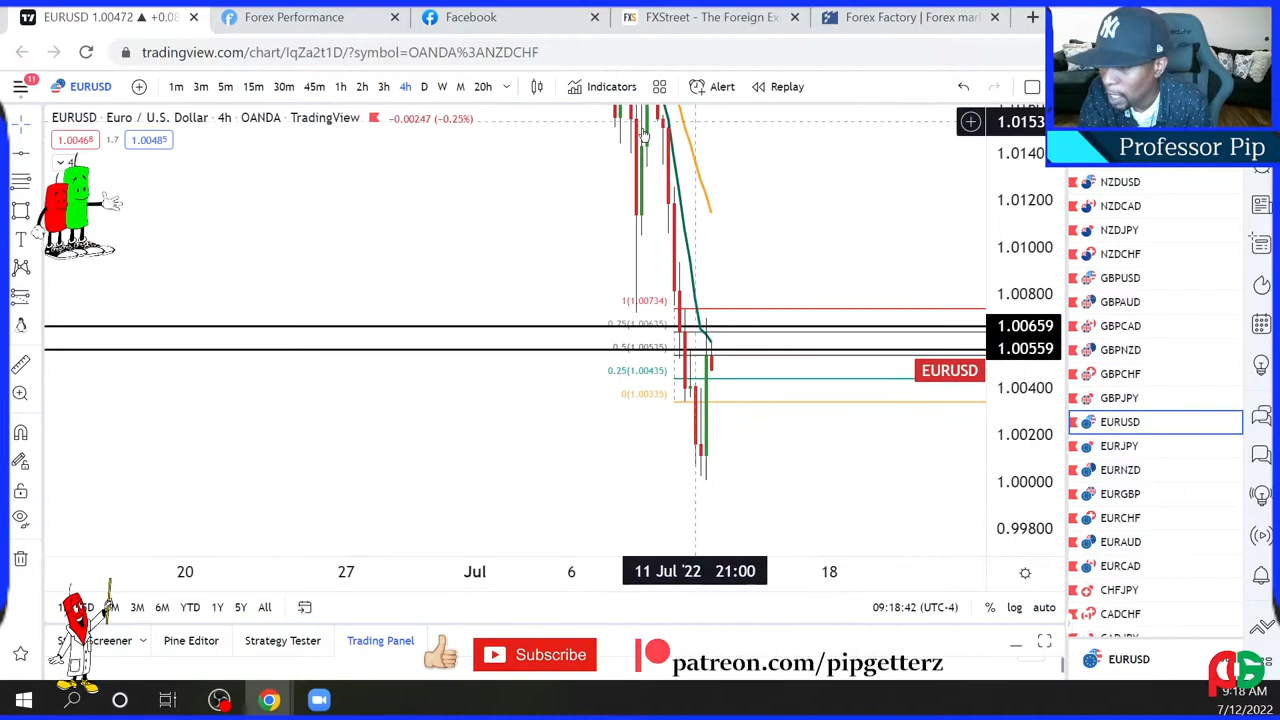 EURUSD 1.00472 ▲ +0.08
Forex Performance
Facebook
FXStreet - The Foreign Ex
Forex Factory | Forex mar
tradingview.com/chart/IqZa2t1D/?symbol=OANDA%3ANZDCHF
11
EURUSD
1m 3m 5m 15m 30m 45m 1h 2h 3h 4h D W M 20h
Indicators
Alert
Replay
EURUSD · Euro / U.S. Dollar · 4h · OANDA · TradingView
−0.00247 (−0.25%)
1.00468
1.7
1.00485
4
Professor Pip
1.0153
1.01400
1.01200
1.01000
1.00800
1.00659
1.00559
1.00400
1.00200
1.00000
0.99800
1(1.00734)
0.75(1.00635)
0.5(1.00535)
0.25(1.00435)
0(1.00335)
EURUSD
NZDUSD
NZDCAD
NZDJPY
NZDCHF
GBPUSD
GBPAUD
GBPCAD
GBPNZD
GBPCHF
GBPJPY
EURUSD
EURJPY
EURNZD
EURGBP
EURCHF
EURAUD
EURCAD
CHFJPY
CADCHF
EURUSD
20
27
Jul
6
11 Jul '22 21:00
18
3M 6M YTD 1Y 5Y All
09:18:42 (UTC-4)
% log auto
Pine Editor
Strategy Tester
Trading Panel
Subscribe
patreon.com/pipgetterz
PG
9:18 AM
7/12/2022